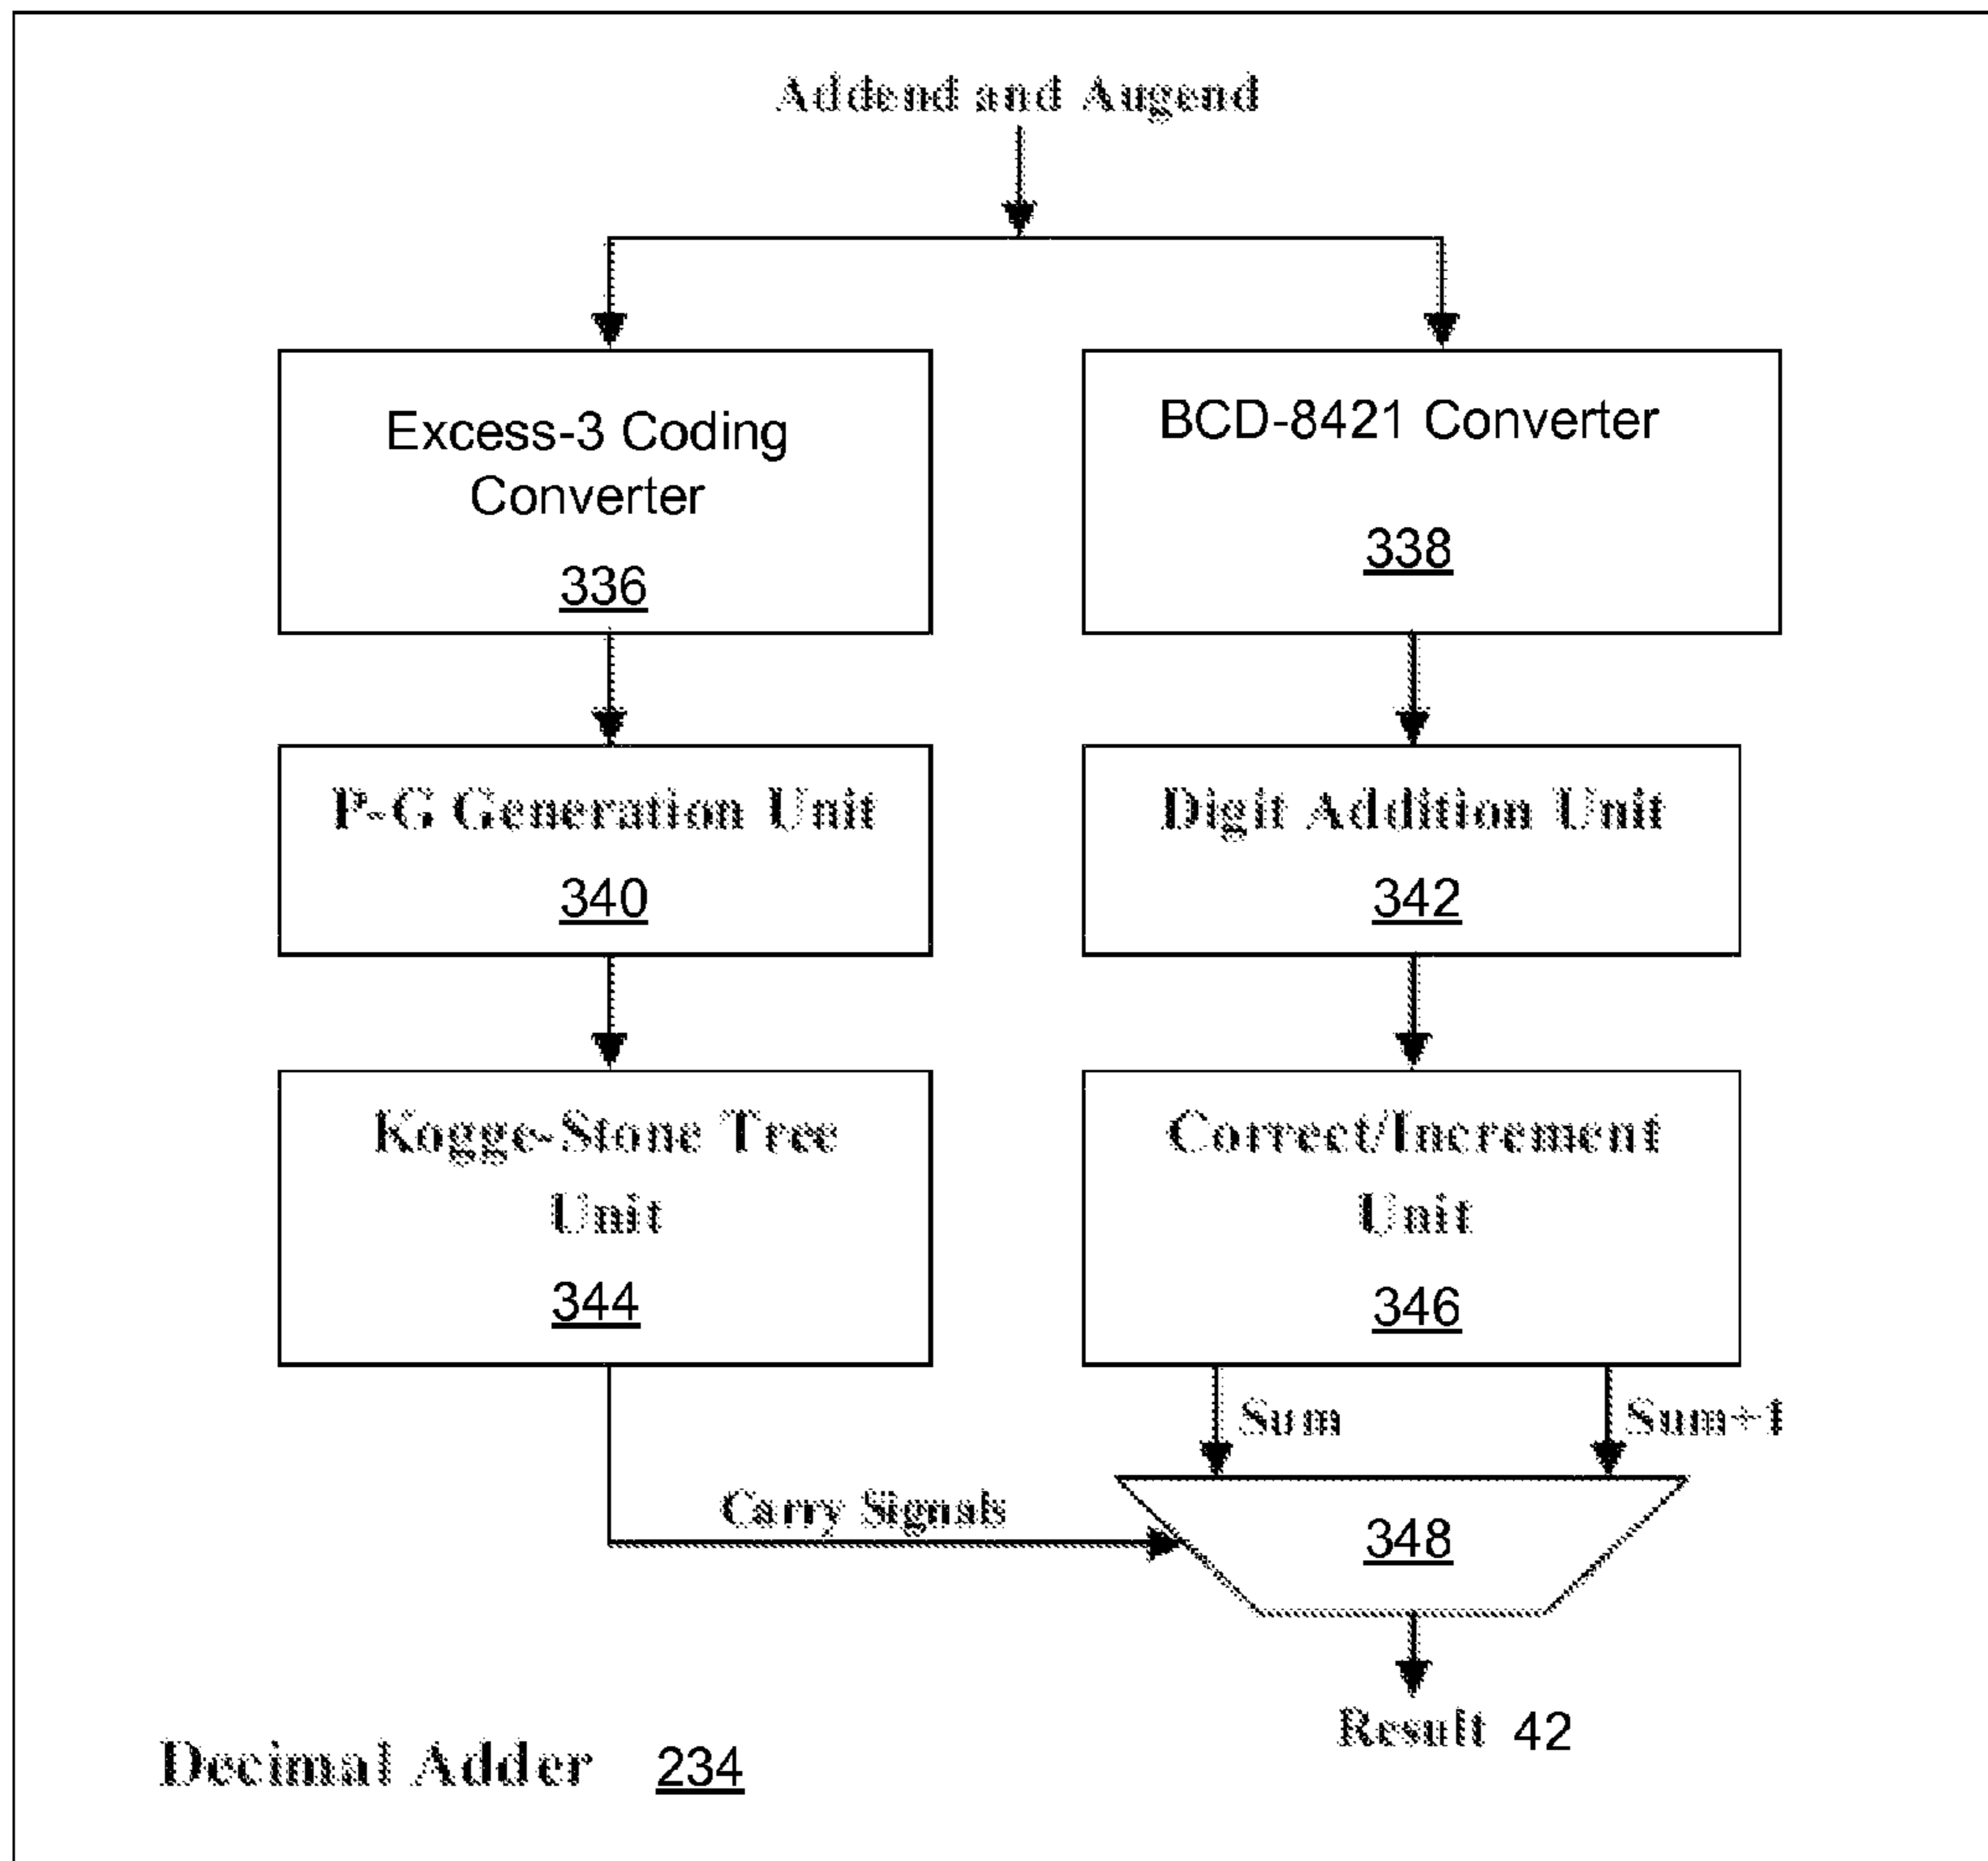 Addend and Augend
Excess-3 Coding
Converter
336
BCD-8421 Converter
338
P-G Generation Unit
340
Digit Addition Unit
342
Kogge-Stone Tree
Unit
344
Correct/Increment
Unit
346
Sum
Sum+1
Carry Signals
348
Result 42
Decimal Adder 234